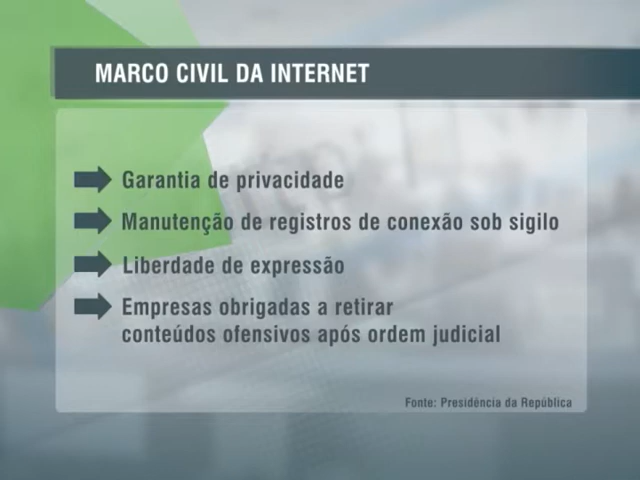 MARCO CIVIL DA INTERNET
Garantia de privacidade
Manutenção de registros de conexão sob sigilo
Liberdade de expressão
Empresas obrigadas a retirar
conteúdos ofensivos após ordem judicial
Fonte: Presidência da República